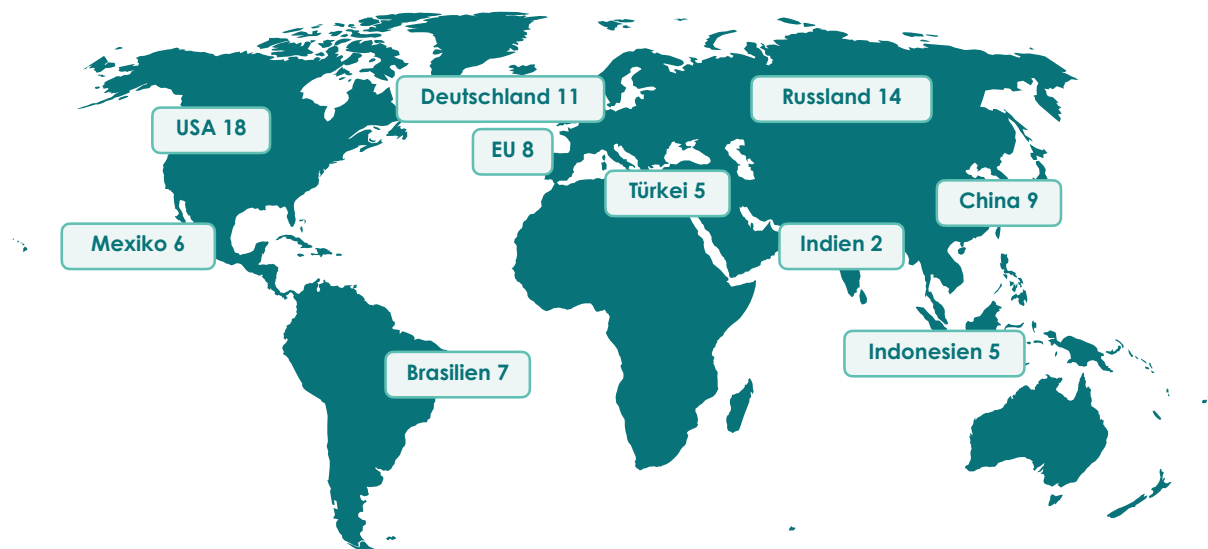 Deutschland 11
Russland 14
USA 18
EU 8
Türkei 5
China 9
Mexiko 6
Indien 2
Indonesien 5
Brasilien 7